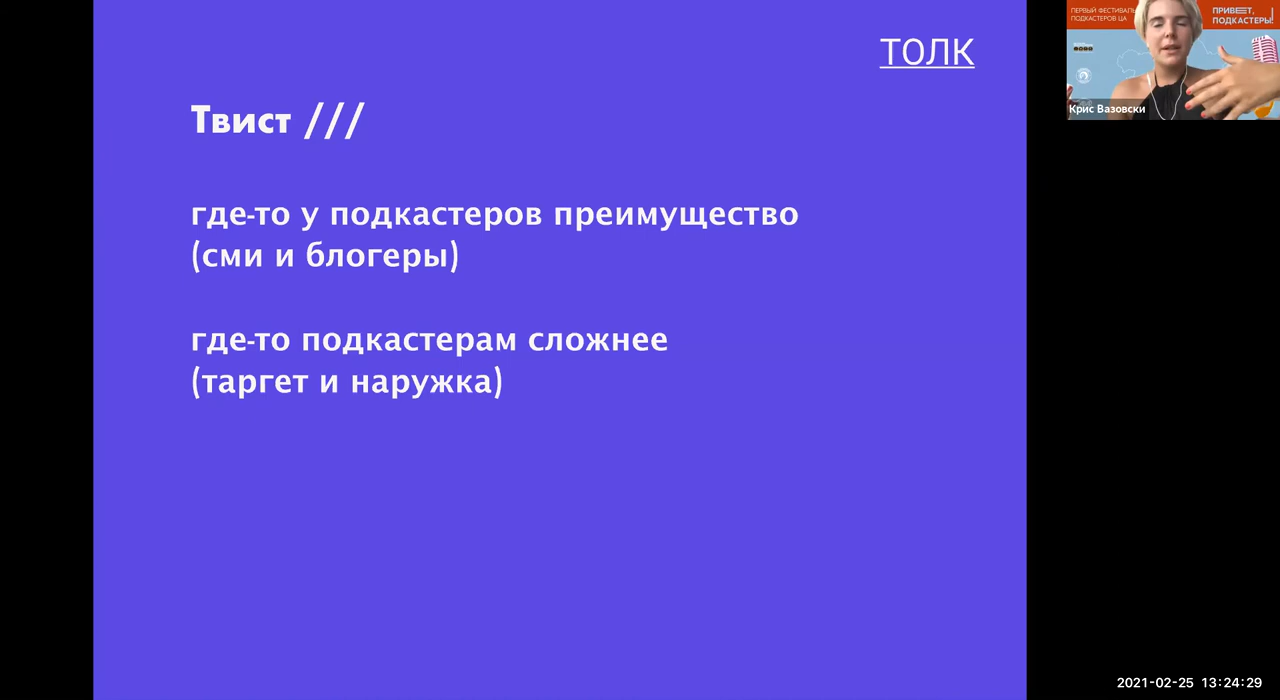 ТОЛК
Твист ///
где-то у подкастеров преимущество
(сми и блогеры)
где-то подкастерам сложнее
(таргет и наружка)
ПЕРВЫЙ ФЕСТИВАЛЬ
ПОДКАСТЕРОВ ЦА
ПРИВЕТ,
ПОДКАСТЕРЫ!
Крис Вазовски
2021-02-25 13:24:29